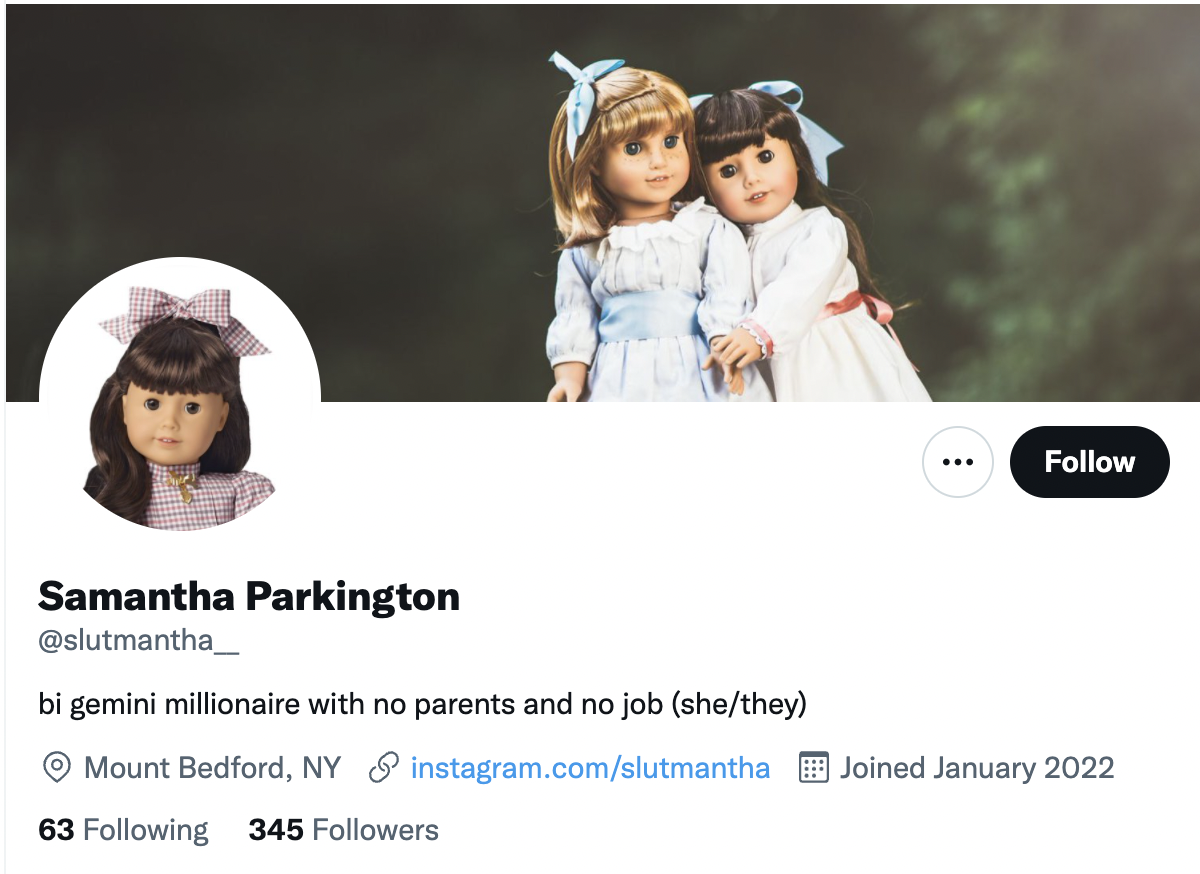 Follow
Samantha Parkington
@slutmantha__
bi gemini millionaire with no parents and no job (she/they)
Mount Bedford, NY instagram.com/slutmantha Joined January 2022
63 Following 345 Followers